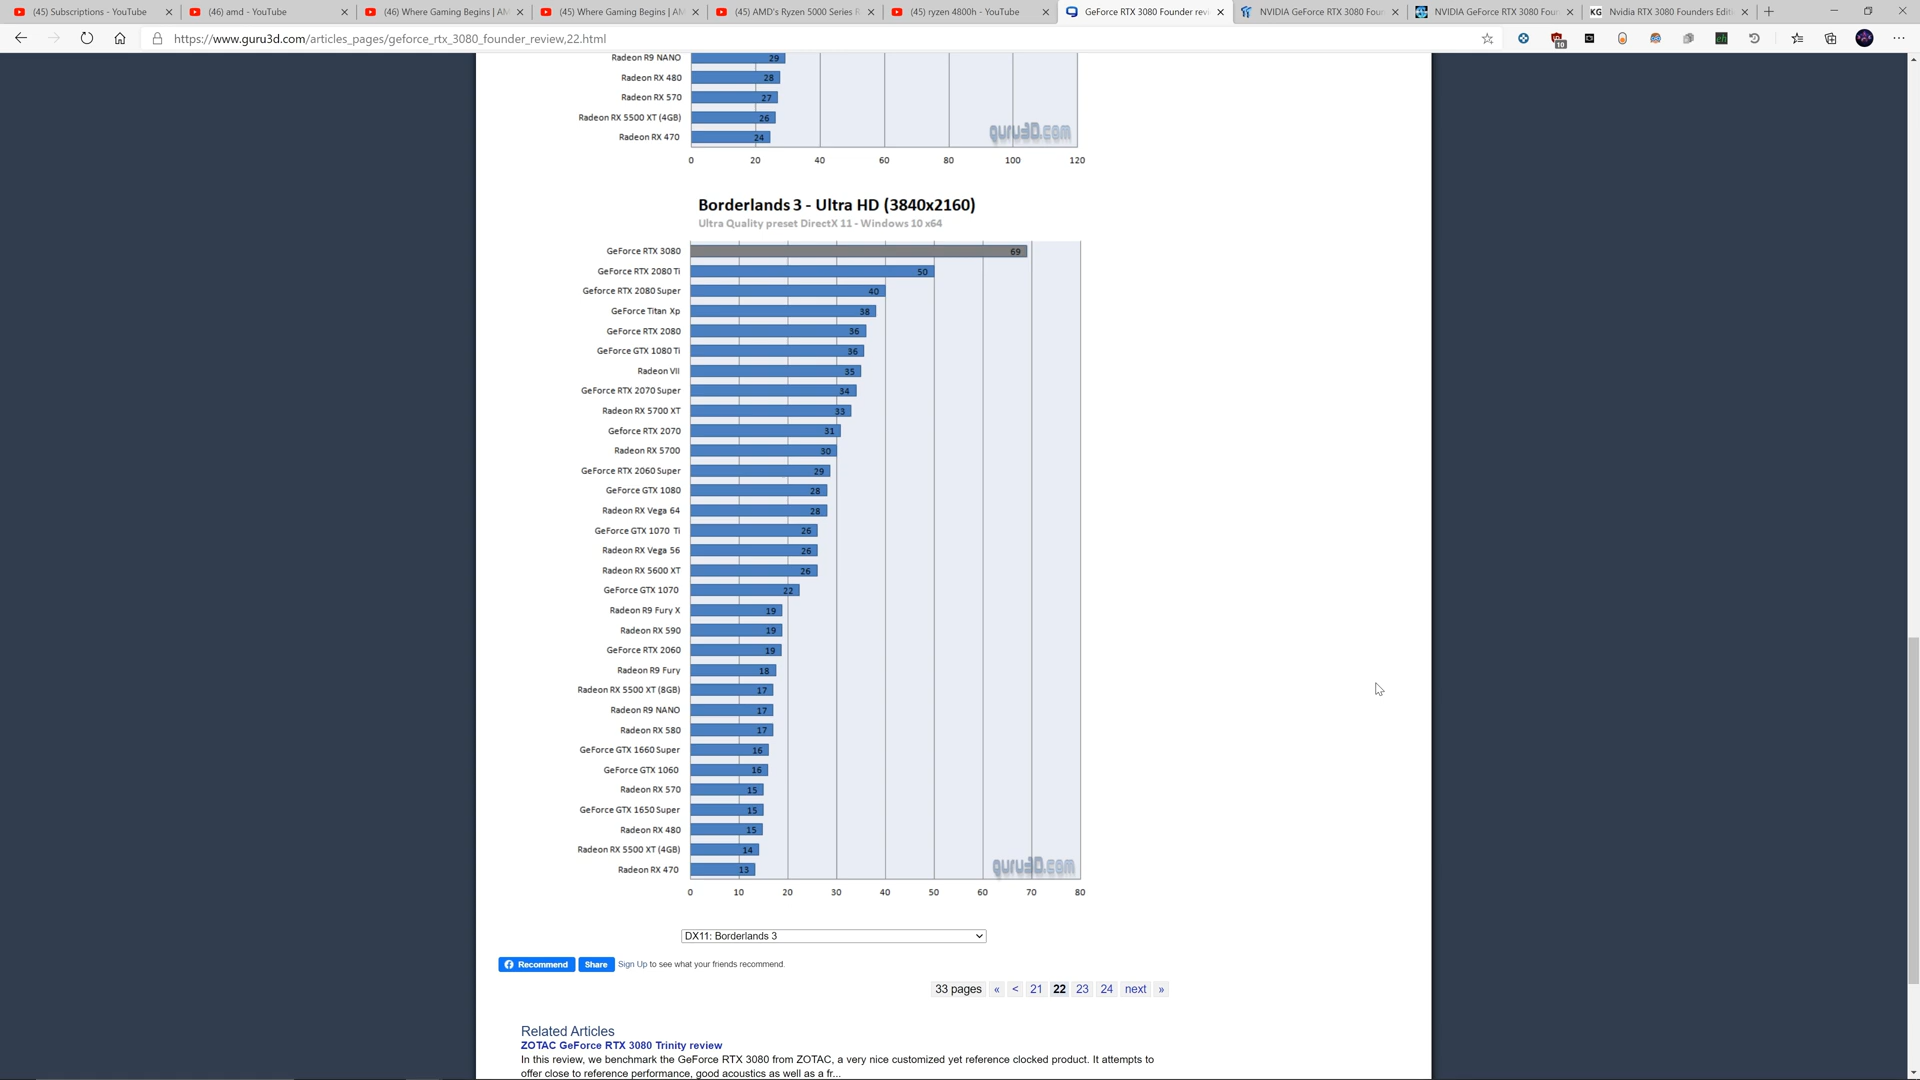 (45) Subscriptions - YouTube
(46) amd - YouTube
(46) Where Gaming Begins | AM
(45) Where Gaming Begins | AM
(45) AMD's Ryzen 5000 Series R
(45) ryzen 4800h - YouTube
GeForce RTX 3080 Founder revi
NVIDIA GeForce RTX 3080 Foun
NVIDIA GeForce RTX 3080 Foun
KG Nvidia RTX 3080 Founders Editi
https://www.guru3d.com/articles_pages/geforce_rtx_3080_founder_review,22.html
10
Radeon R9 NANO 29
Radeon RX 480 28
Radeon RX 570 27
Radeon RX 5500 XT (4GB) 26
Radeon RX 470 24
guru3D.com
0 20 40 60 80 100 120
Borderlands 3 - Ultra HD (3840x2160)
Ultra Quality preset DirectX 11 - Windows 10 x64
GeForce RTX 3080 69
GeForce RTX 2080 Ti 50
Geforce RTX 2080 Super 40
GeForce Titan Xp 38
GeForce RTX 2080 36
GeForce GTX 1080 Ti 36
Radeon VII 35
GeForce RTX 2070 Super 34
Radeon RX 5700 XT 33
Geforce RTX 2070 31
Radeon RX 5700 30
GeForce RTX 2060 Super 29
GeForce GTX 1080 28
Radeon RX Vega 64 28
GeForce GTX 1070 Ti 26
Radeon RX Vega 56 26
Radeon RX 5600 XT 26
GeForce GTX 1070 22
Radeon R9 Fury X 19
Radeon RX 590 19
GeForce RTX 2060 19
Radeon R9 Fury 18
Radeon RX 5500 XT (8GB) 17
Radeon R9 NANO 17
Radeon RX 580 17
GeForce GTX 1660 Super 16
GeForce GTX 1060 16
Radeon RX 570 15
GeForce GTX 1650 Super 15
Radeon RX 480 15
Radeon RX 5500 XT (4GB) 14
Radeon RX 470 13
guru3D.com
0 10 20 30 40 50 60 70 80
DX11: Borderlands 3
Recommend Share Sign Up to see what your friends recommend.
33 pages « < 21 22 23 24 next »
Related Articles
ZOTAC GeForce RTX 3080 Trinity review
In this review, we benchmark the GeForce RTX 3080 from ZOTAC, a very nice customized yet reference clocked product. It attempts to
offer close to reference performance, good acoustics as well as a fr...